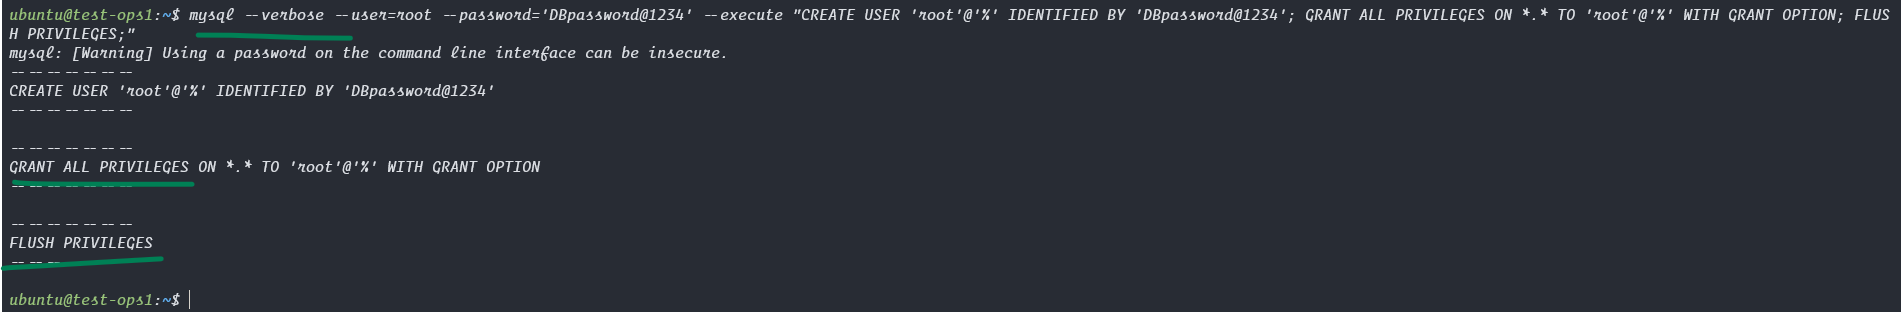 ubuntu@test-ops1:~$ mysql --verbose --user=root --password='DBpassword@1234' --execute "CREATE USER 'root'@'%' IDENTIFIED BY 'DBpassword@1234'; GRANT ALL PRIVILEGES ON *.* TO 'root'@'%' WITH GRANT OPTION; FLUS
H PRIVILEGES;"
mysql: [Warning] Using a password on the command line interface can be insecure.
--------------
CREATE USER 'root'@'%' IDENTIFIED BY 'DBpassword@1234'
--------------
--------------
GRANT ALL PRIVILEGES ON *.* TO 'root'@'%' WITH GRANT OPTION
--------------
--------------
FLUSH PRIVILEGES
--------------
ubuntu@test-ops1:~$